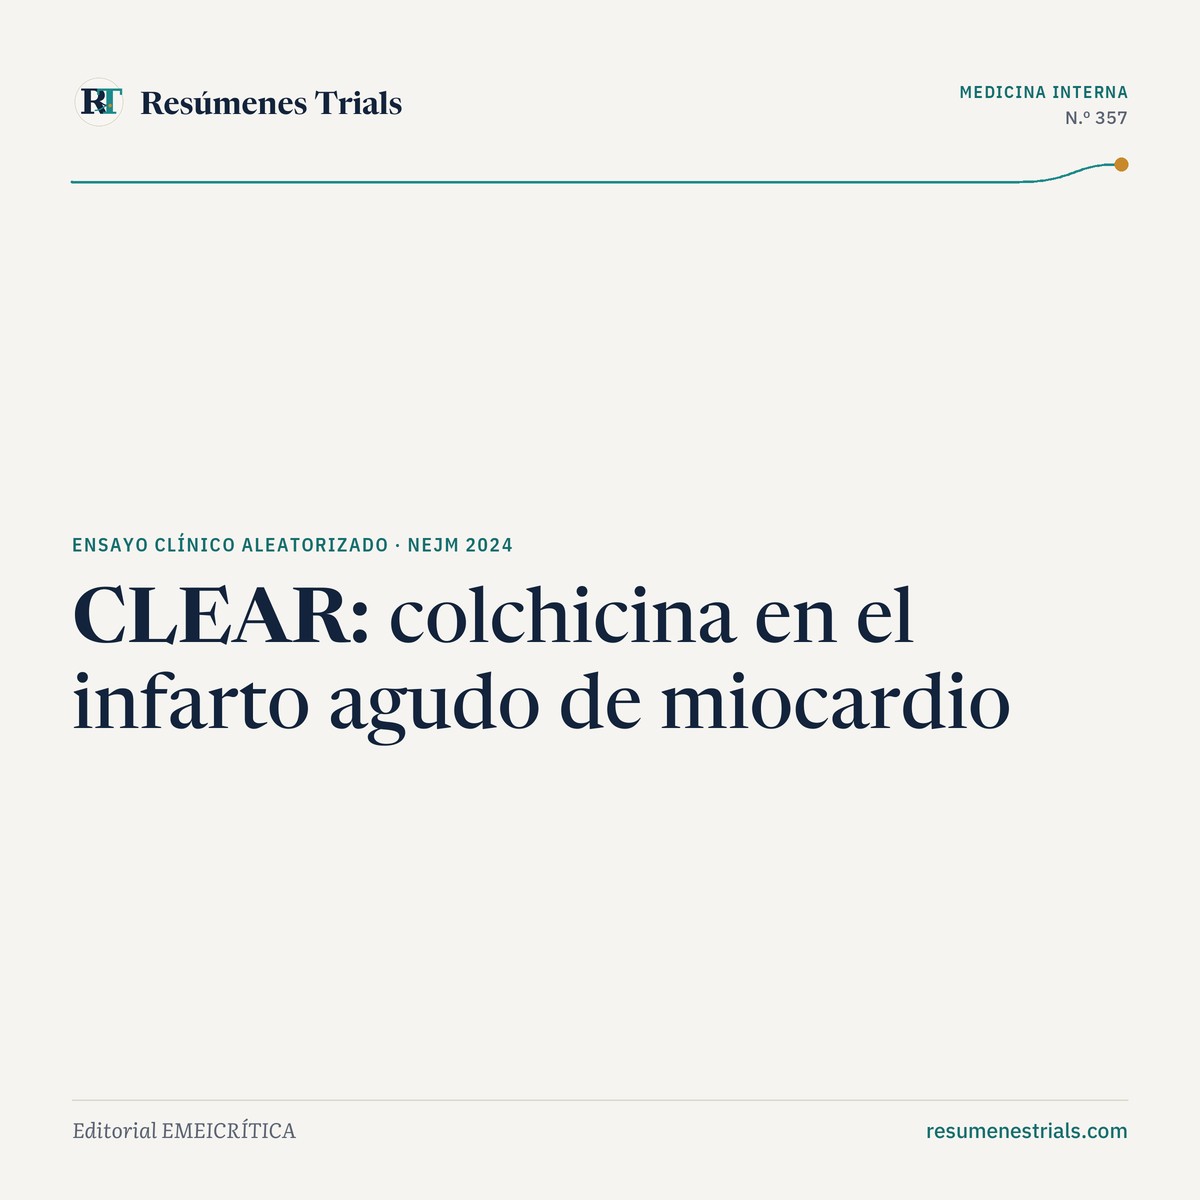 RT Resúmenes Trials
MEDICINA INTERNA
N.º 357
ENSAYO CLÍNICO ALEATORIZADO · NEJM 2024
CLEAR: colchicina en el
infarto agudo de miocardio
Editorial EMEICRÍTICA
resumenestrials.com